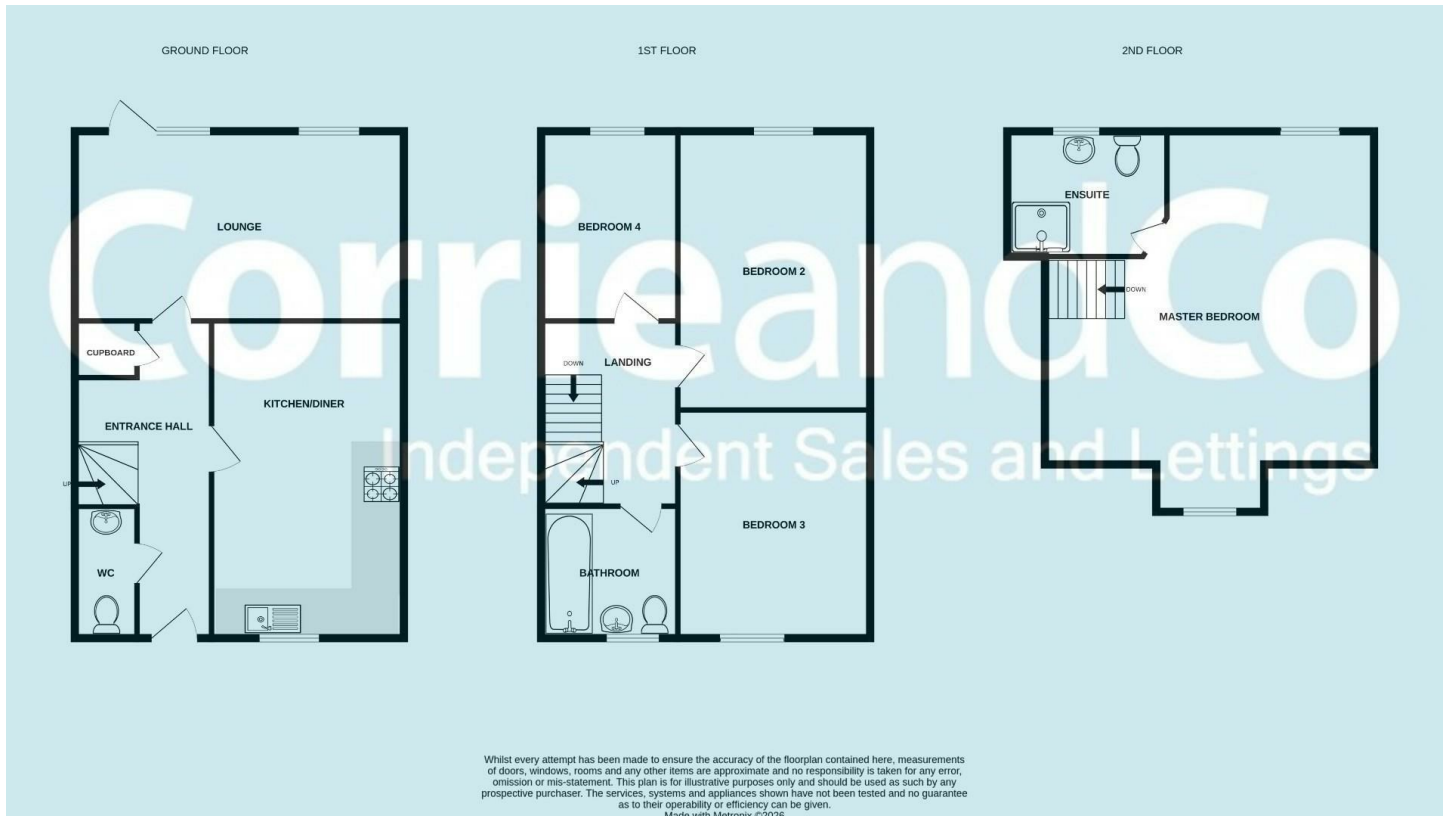 GROUND FLOOR
1ST FLOOR
2ND FLOOR
LOUNGE
CUPBOARD
ENTRANCE HALL
KITCHEN/DINER
UP
WC
BEDROOM 4
BEDROOM 2
LANDING
DOWN
UP
BEDROOM 3
BATHROOM
ENSUITE
DOWN
MASTER BEDROOM
CorrieandCo
Independent Sales and Lettings
Whilst every attempt has been made to ensure the accuracy of the floorplan contained here, measurements
of doors, windows, rooms and any other items are approximate and no responsibility is taken for any error,
omission or mis-statement. This plan is for illustrative purposes only and should be used as such by any
prospective purchaser. The services, systems and appliances shown have not been tested and no guarantee
as to their operability or efficiency can be given.
Made with Metropix ©2026